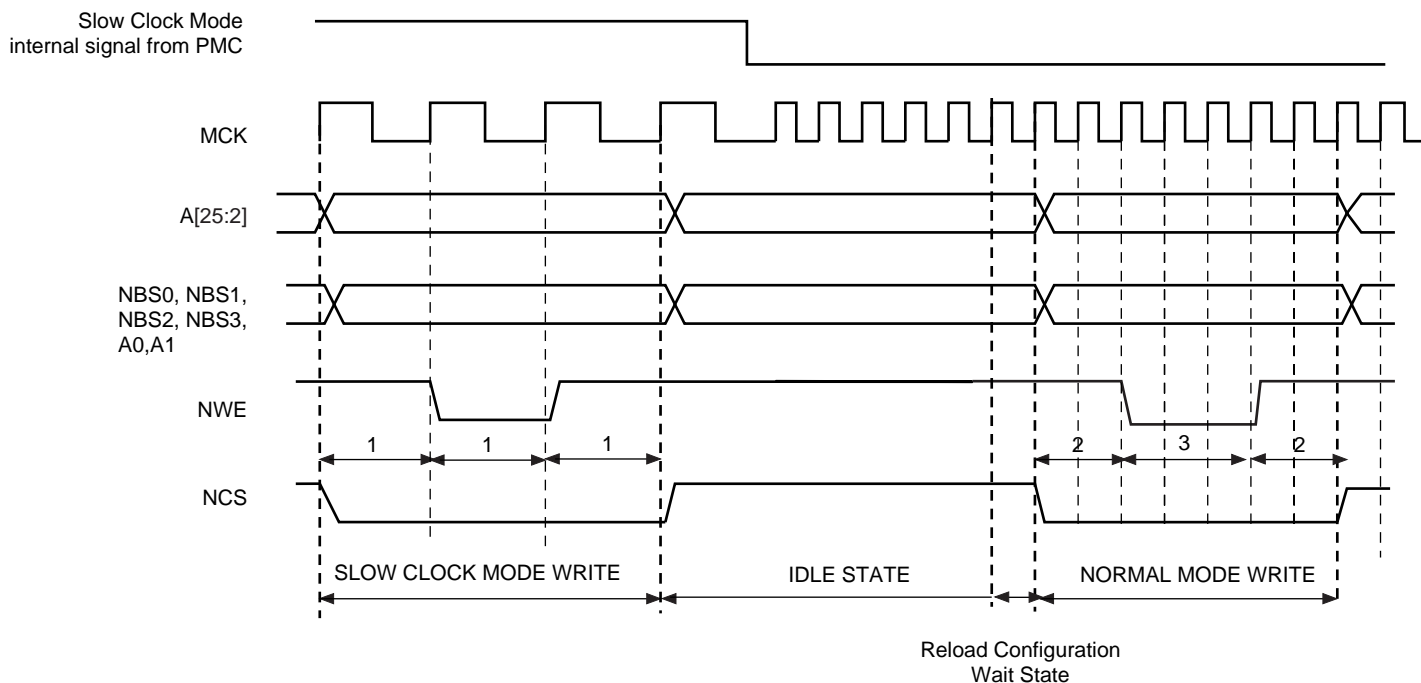 Slow Clock Mode
internal signal from PMC
MCK
A[25:2]
NBS0, NBS1,
NBS2, NBS3,
A0,A1
NWE
1 1 1 2 3 2
NCS
SLOW CLOCK MODE WRITE IDLE STATE NORMAL MODE WRITE
Reload Configuration
Wait State